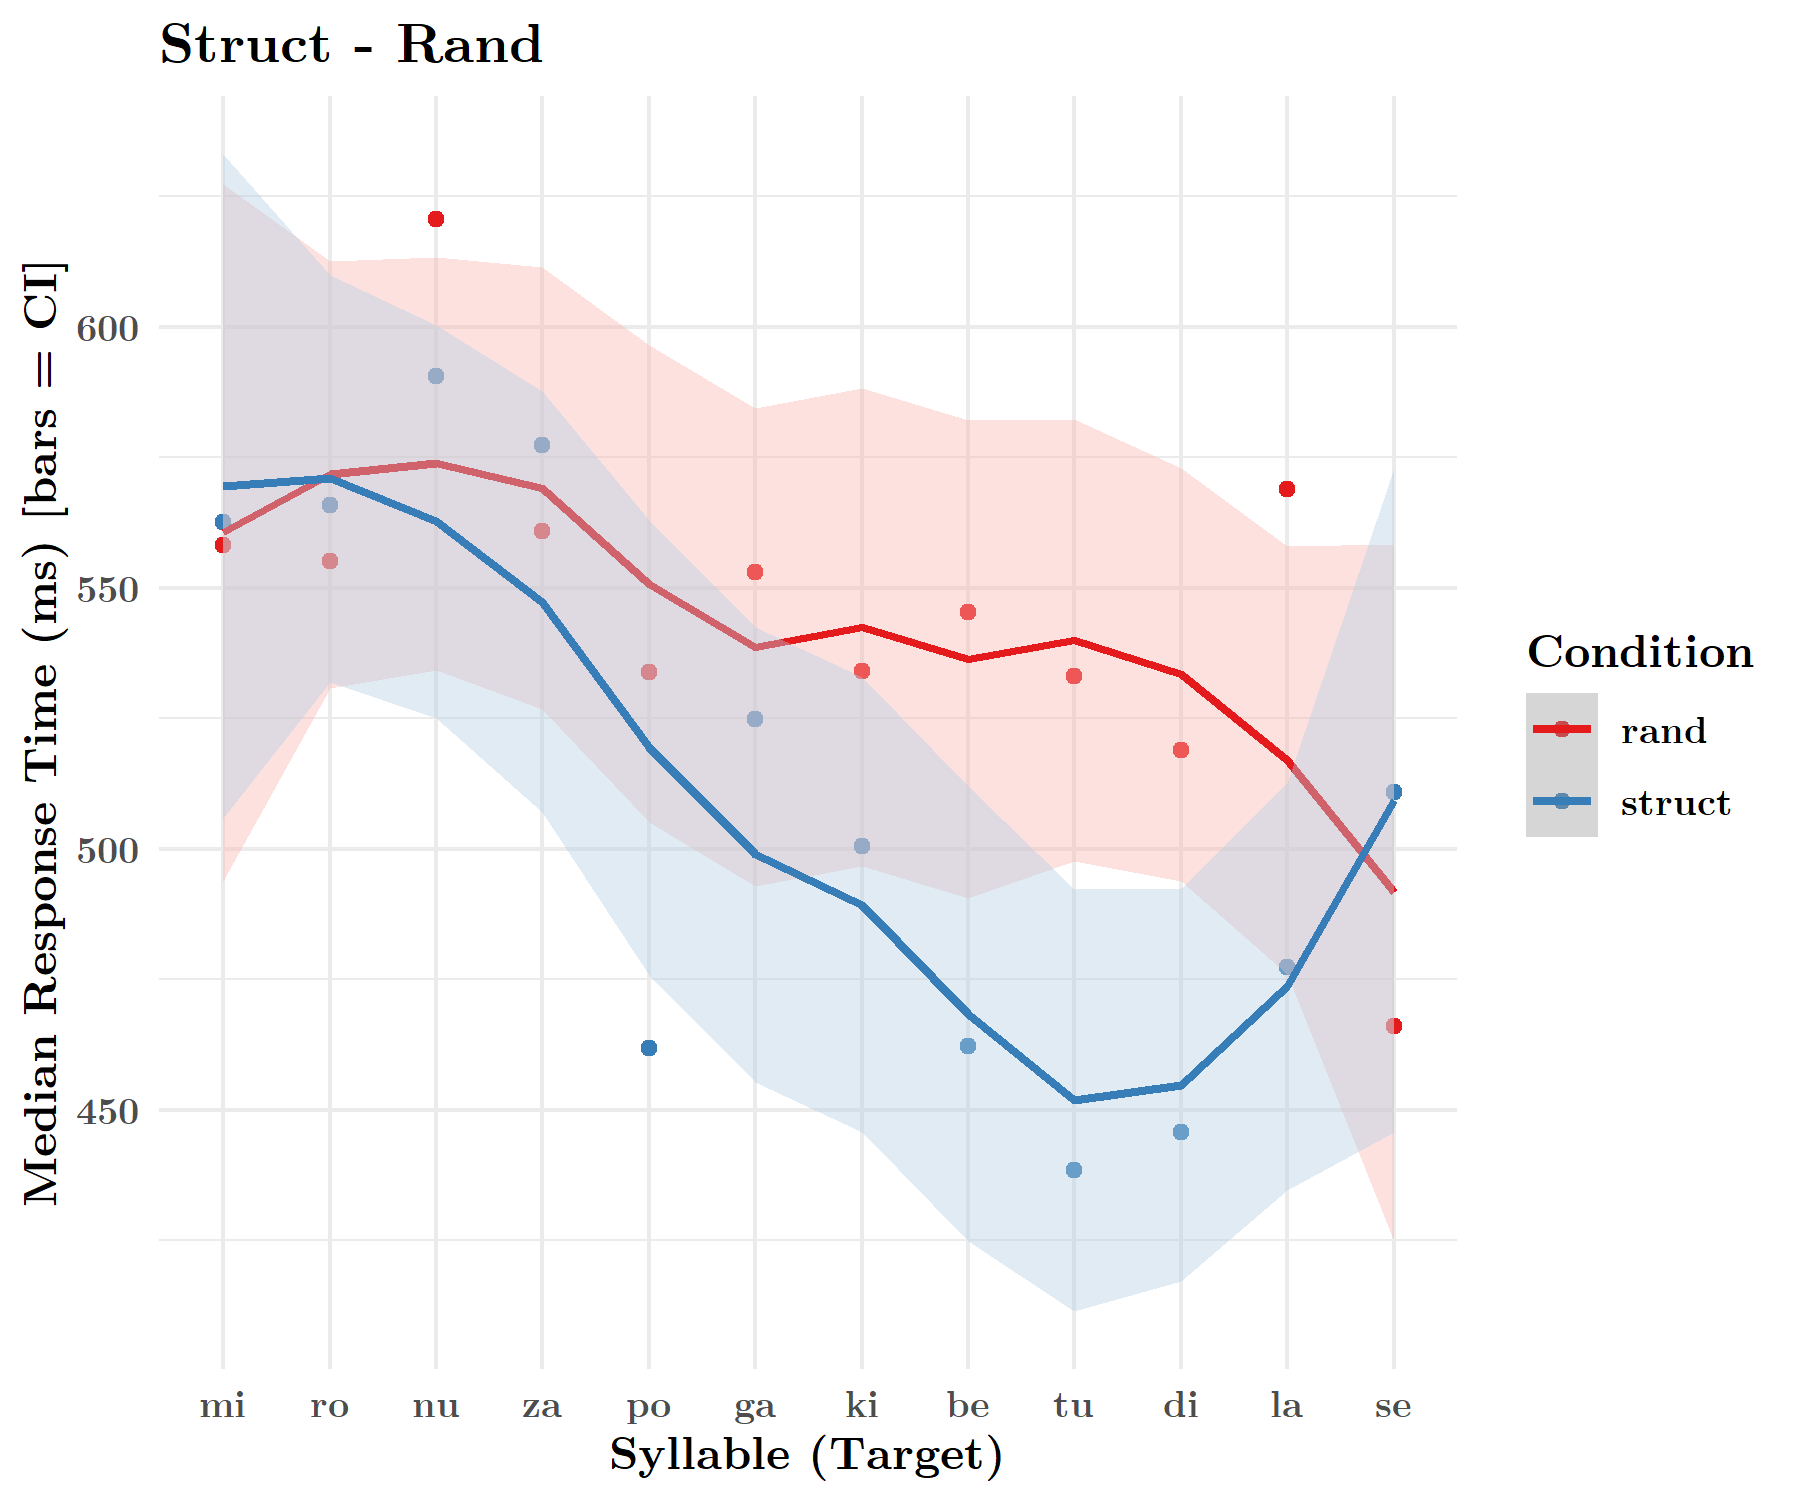 Struct - Rand
Median Response Time (ms) [bars = CI]
600
550
500
450
mi ro nu za po ga ki be tu di la se
Syllable (Target)
Condition
rand
struct